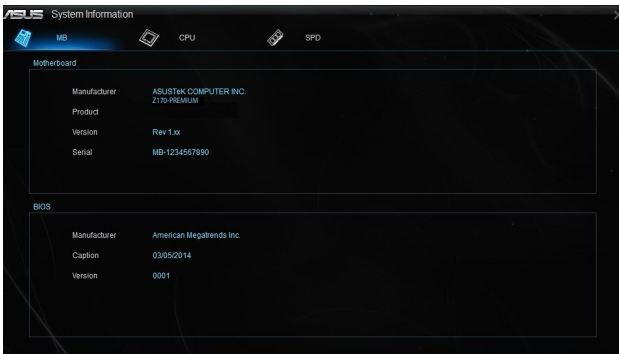 ASUS System Information
MB CPU SPD
Motherboard
Manufacturer ASUSTeK COMPUTER INC.
Z170-PREMIUM
Product
Version Rev 1.xx
Serial MB-1234567890
BIOS
Manufacturer American Megatrends Inc.
Caption 03/05/2014
Version 0001